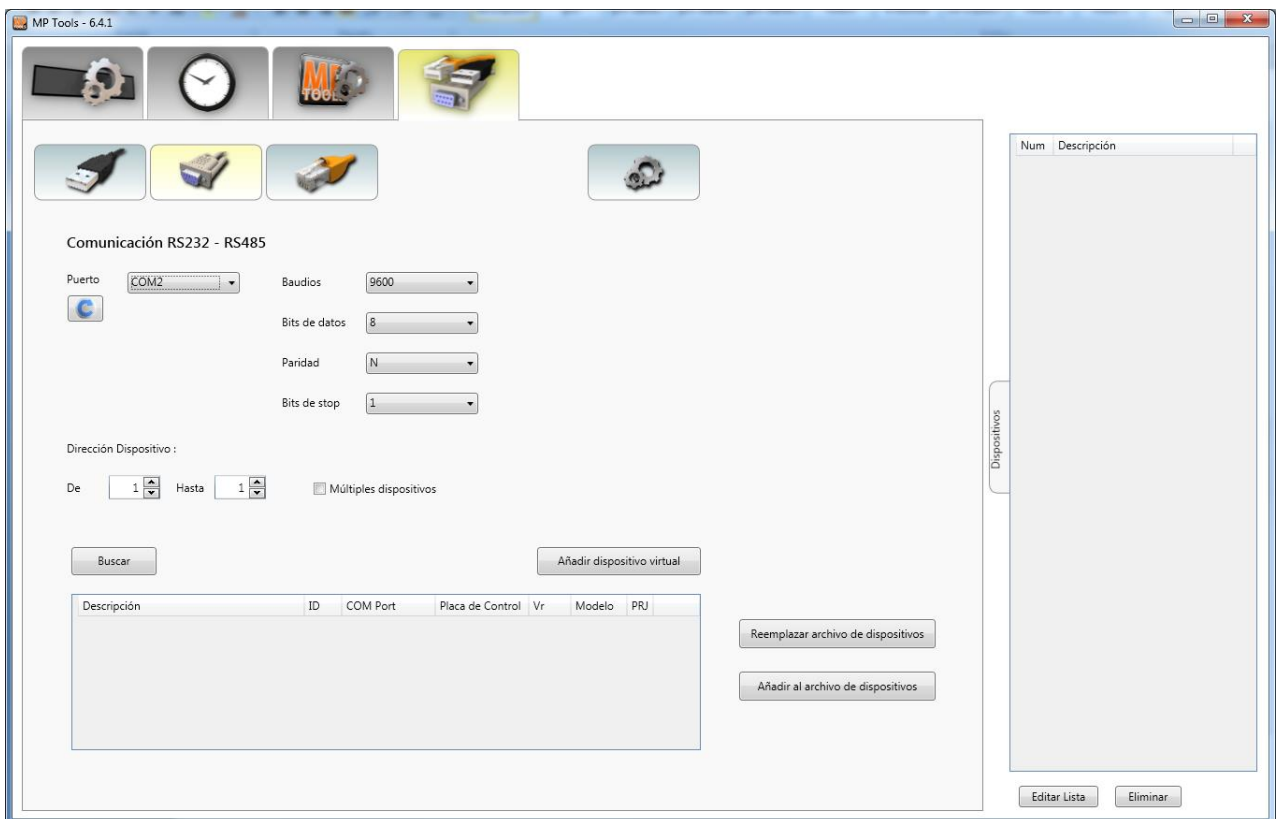 MP Tools - 6.4.1
MP
TOOLS
Num Descripción
Comunicación RS232 - RS485
Puerto COM2 Baudios 9600
Bits de datos 8
Paridad N
Bits de stop 1
Dispositivos
Dirección Dispositivo :
De 1 Hasta 1 Múltiples dispositivos
Buscar Añadir dispositivo virtual
Descripción ID COM Port Placa de Control Vr Modelo PRJ
Reemplazar archivo de dispositivos
Añadir al archivo de dispositivos
Editar Lista Eliminar